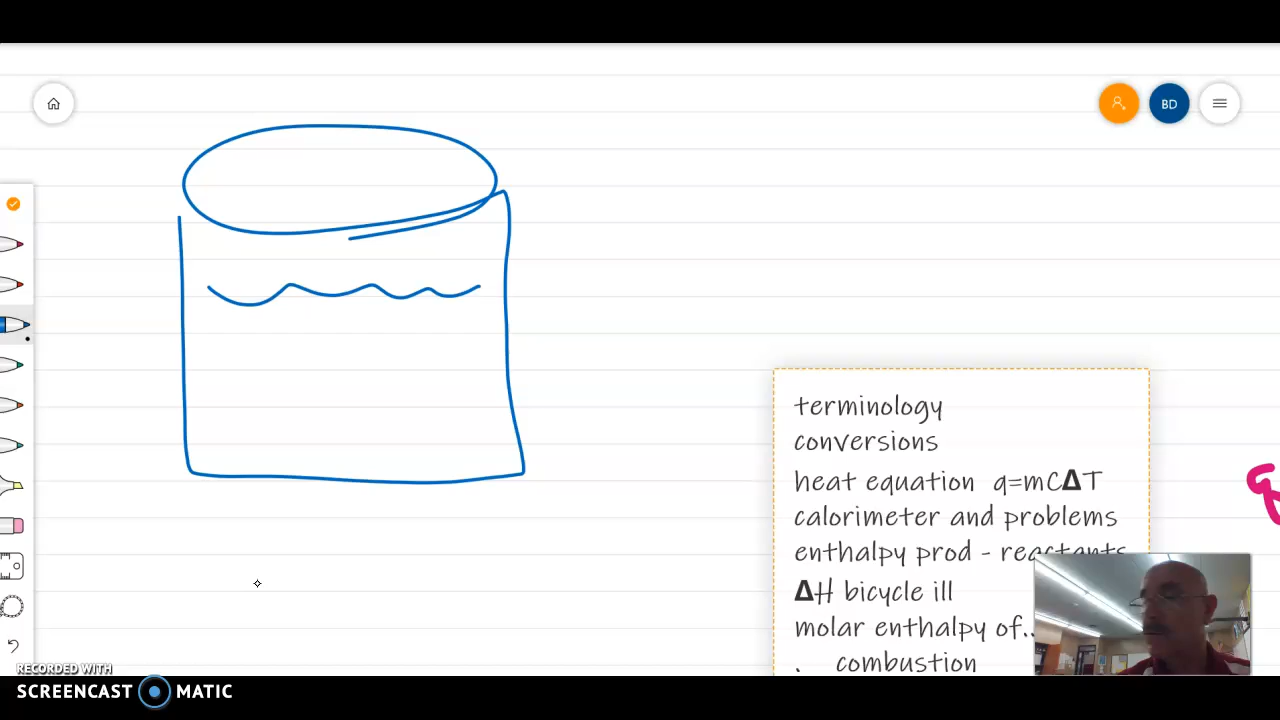 BD
terminology
conversions
heat equation q=mCΔT
calorimeter and problems
enthalpy prod - reactants
ΔH bicycle ill
molar enthalpy of..
. combustion
RECORDED WITH
SCREENCAST MATIC